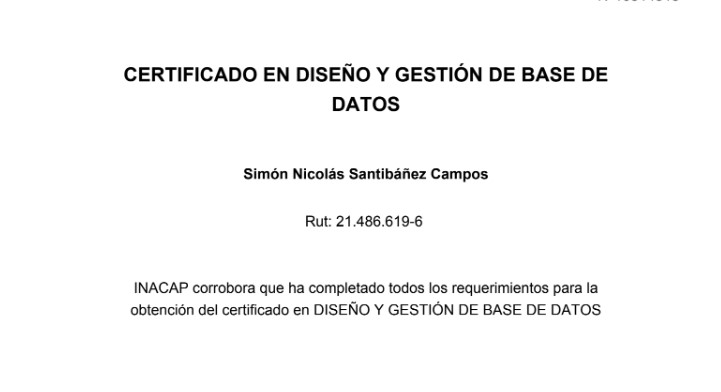 CERTIFICADO EN DISEÑO Y GESTIÓN DE BASE DE
DATOS
Simón Nicolás Santibáñez Campos
Rut: 21.486.619-6
INACAP corrobora que ha completado todos los requerimientos para la
obtención del certificado en DISEÑO Y GESTIÓN DE BASE DE DATOS